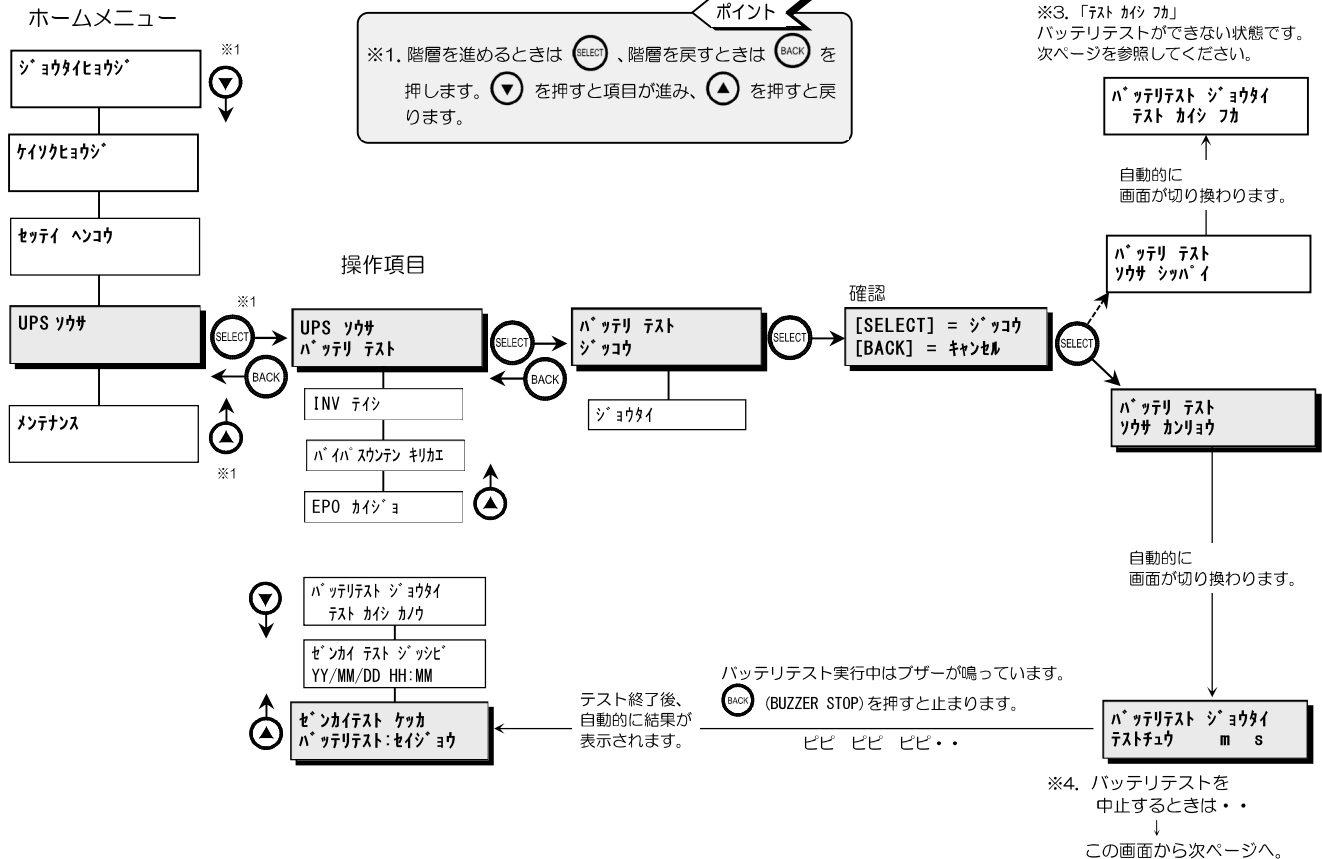 ホームメニュー
ｼﾞｮｳﾀｲﾋｮｳｼﾞ
※1
ｹｲｿｸﾋｮｳｼﾞ
ｾｯﾃｲ ﾍﾝｺｳ
UPS ｿｳｻ
ﾒﾝﾃﾅﾝｽ
※1
ポイント
※1. 階層を進めるときは SELECT 、階層を戻すときは BACK を
押します。▼ を押すと項目が進み、▲ を押すと戻
ります。
※3. 「ﾃｽﾄ ｶｲｼ ﾌｶ」
バッテリテストができない状態です。
次ページを参照してください。
ﾊﾞｯﾃﾘﾃｽﾄ ｼﾞｮｳﾀｲ
ﾃｽﾄ ｶｲｼ ﾌｶ
自動的に
画面が切り換わります。
ﾊﾞｯﾃﾘ ﾃｽﾄ
ｿｳｻ ｼｯﾊﾟｲ
操作項目
※1
SELECT
BACK
UPS ｿｳｻ
ﾊﾞｯﾃﾘ ﾃｽﾄ
INV ﾃｲｼ
ﾊﾞｲﾊﾟｽｳﾝﾃﾝ ｷﾘｶｴ
EPO ｶｲｼﾞｮ
SELECT
BACK
ﾊﾞｯﾃﾘ ﾃｽﾄ
ｼﾞｯｺｳ
ｼﾞｮｳﾀｲ
SELECT
確認
[SELECT] = ｼﾞｯｺｳ
[BACK] = ｷｬﾝｾﾙ
SELECT
ﾊﾞｯﾃﾘ ﾃｽﾄ
ｿｳｻ ｶﾝﾘｮｳ
自動的に
画面が切り換わります。
ﾊﾞｯﾃﾘﾃｽﾄ ｼﾞｮｳﾀｲ
ﾃｽﾄﾁｭｳ m s
※4. バッテリテストを
中止するときは・・
↓
この画面から次ページへ。
バッテリテスト実行中はブザーが鳴っています。
BACK (BUZZER STOP)を押すと止まります。
ピピ ピピ ピピ・・
テスト終了後、
自動的に結果が
表示されます。
ﾊﾞｯﾃﾘﾃｽﾄ ｼﾞｮｳﾀｲ
ﾃｽﾄ ｶｲｼ ｶﾉｳ
ｾﾞﾝｶｲ ﾃｽﾄ ｼﾞｯｼﾋﾞ
YY/MM/DD HH:MM
ｾﾞﾝｶｲﾃｽﾄ ｹｯｶ
ﾊﾞｯﾃﾘﾃｽﾄ:ｾｲｼﾞｮｳ